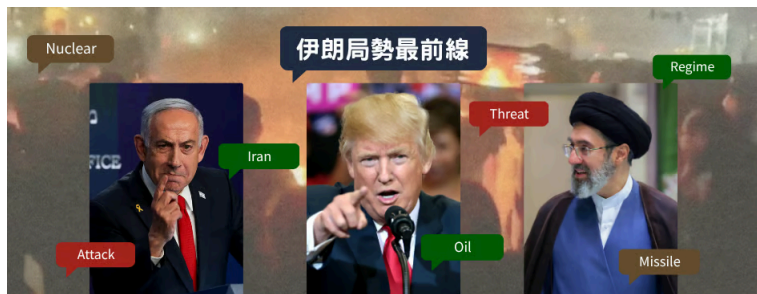 Nuclear
伊朗局勢最前線
Regime
Threat
Iran
FICE
Attack
Oil
Missile